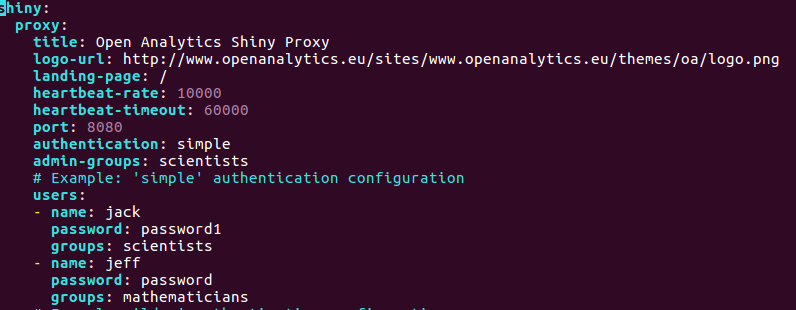 shiny:
  proxy:
    title: Open Analytics Shiny Proxy
    logo-url: http://www.openanalytics.eu/sites/www.openanalytics.eu/themes/oa/logo.png
    landing-page: /
    heartbeat-rate: 10000
    heartbeat-timeout: 60000
    port: 8080
    authentication: simple
    admin-groups: scientists
    # Example: 'simple' authentication configuration
    users:
    - name: jack
      password: password1
      groups: scientists
    - name: jeff
      password: password
      groups: mathematicians